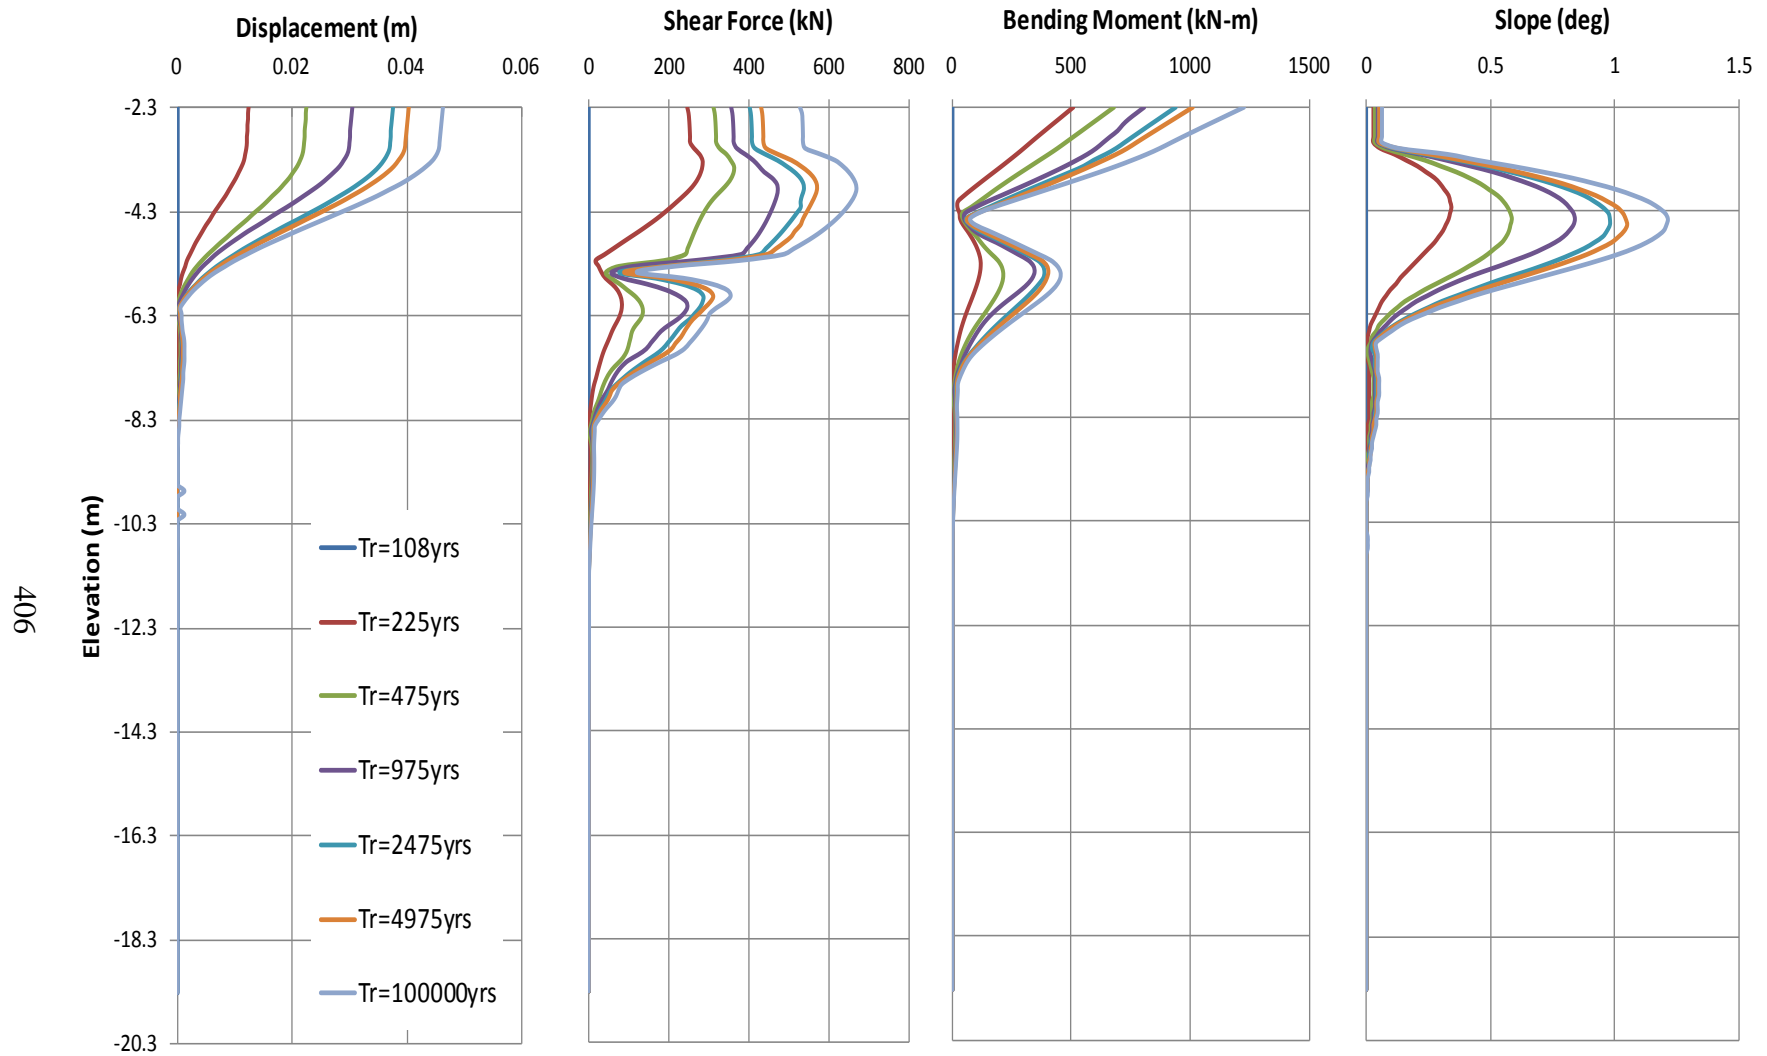 Displacement (m)
0 0.02 0.04 0.06
Shear Force (kN)
0 200 400 600 800
Bending Moment (kN-m)
0 500 1000 1500
Slope (deg)
0 0.5 1 1.5
-2.3
-4.3
-6.3
-8.3
-10.3
-12.3
-14.3
-16.3
-18.3
-20.3
Elevation (m)
Tr=108yrs
Tr=225yrs
Tr=475yrs
Tr=975yrs
Tr=2475yrs
Tr=4975yrs
Tr=100000yrs
406